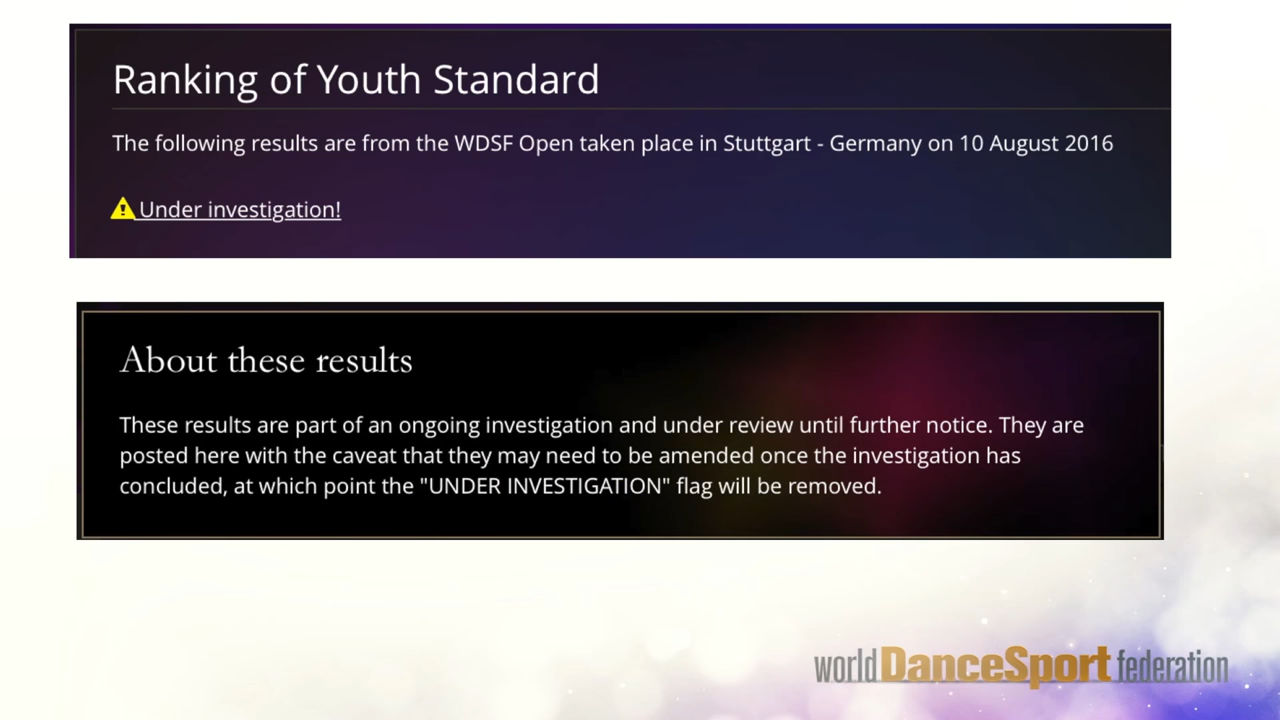 Ranking of Youth Standard
The following results are from the WDSF Open taken place in Stuttgart - Germany on 10 August 2016
Under investigation!
About these results
These results are part of an ongoing investigation and under review until further notice. They are
posted here with the caveat that they may need to be amended once the investigation has
concluded, at which point the "UNDER INVESTIGATION" flag will be removed.
world DanceSport federation